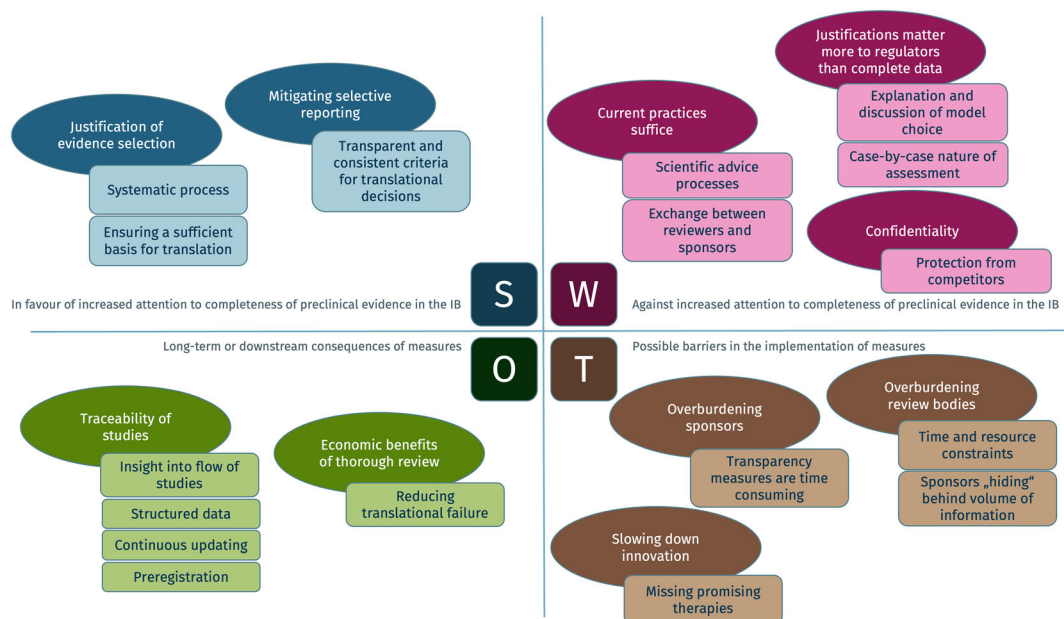 Justification of
evidence selection
Systematic process
Ensuring a sufficient
basis for translation
Mitigating selective
reporting
Transparent and
consistent criteria
for translational
decisions
S
In favour of increased attention to completeness of preclinical evidence in the IB
Current practices
suffice
Scientific advice
processes
Exchange between
reviewers and
sponsors
Justifications matter
more to regulators
than complete data
Explanation and
discussion of model
choice
Case-by-case nature of
assessment
Confidentiality
Protection from
competitors
W
Against increased attention to completeness of preclinical evidence in the IB
Long-term or downstream consequences of measures
O
Traceability of
studies
Insight into flow of
studies
Structured data
Continuous updating
Preregistration
Economic benefits
of thorough review
Reducing
translational failure
T
Possible barriers in the implementation of measures
Overburdening
sponsors
Transparency
measures are time
consuming
Overburdening
review bodies
Time and resource
constraints
Sponsors „hiding“
behind volume of
information
Slowing down
innovation
Missing promising
therapies